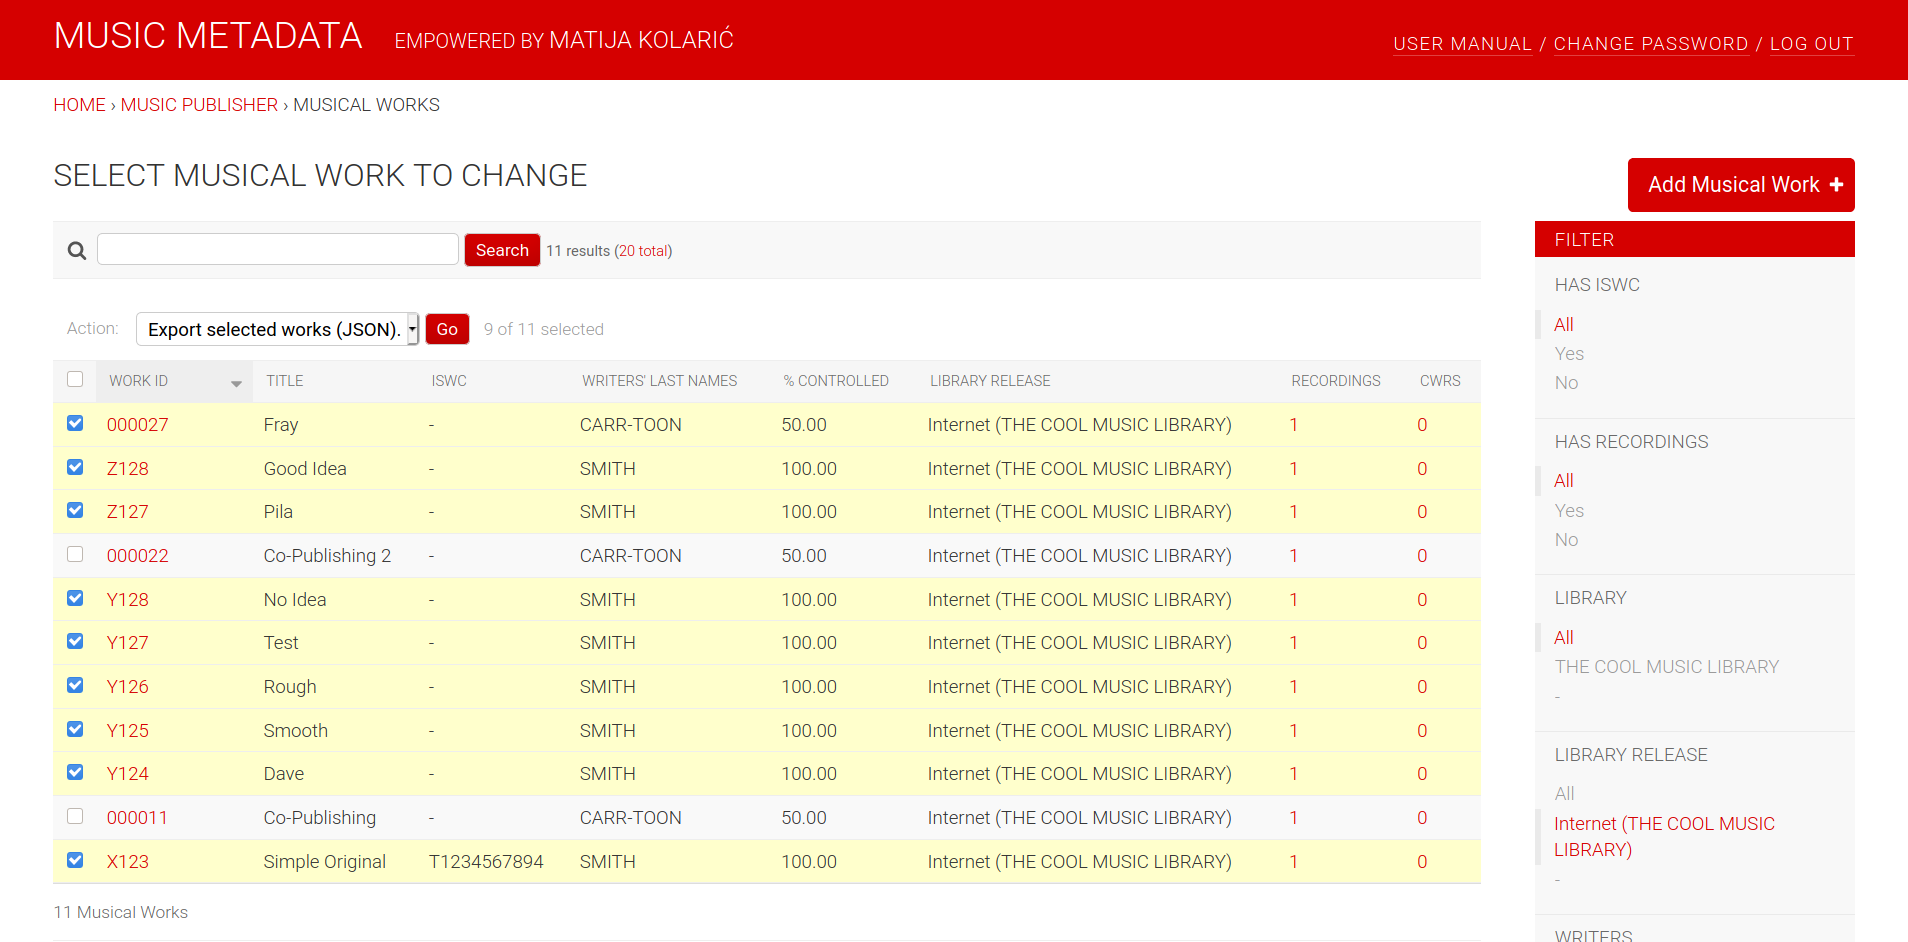 MUSIC METADATA EMPOWERED BY MATIJA KOLARIĆ
USER MANUAL / CHANGE PASSWORD / LOG OUT
HOME › MUSIC PUBLISHER › MUSICAL WORKS
SELECT MUSICAL WORK TO CHANGE
Add Musical Work +
Search 11 results (20 total)
Action: Export selected works (JSON). Go 9 of 11 selected
WORK ID TITLE ISWC WRITERS' LAST NAMES % CONTROLLED LIBRARY RELEASE RECORDINGS CWRS
000027 Fray - CARR-TOON 50.00 Internet (THE COOL MUSIC LIBRARY) 1 0
Z128 Good Idea - SMITH 100.00 Internet (THE COOL MUSIC LIBRARY) 1 0
Z127 Pila - SMITH 100.00 Internet (THE COOL MUSIC LIBRARY) 1 0
000022 Co-Publishing 2 - CARR-TOON 50.00 Internet (THE COOL MUSIC LIBRARY) 1 0
Y128 No Idea - SMITH 100.00 Internet (THE COOL MUSIC LIBRARY) 1 0
Y127 Test - SMITH 100.00 Internet (THE COOL MUSIC LIBRARY) 1 0
Y126 Rough - SMITH 100.00 Internet (THE COOL MUSIC LIBRARY) 1 0
Y125 Smooth - SMITH 100.00 Internet (THE COOL MUSIC LIBRARY) 1 0
Y124 Dave - SMITH 100.00 Internet (THE COOL MUSIC LIBRARY) 1 0
000011 Co-Publishing - CARR-TOON 50.00 Internet (THE COOL MUSIC LIBRARY) 1 0
X123 Simple Original T1234567894 SMITH 100.00 Internet (THE COOL MUSIC LIBRARY) 1 0
11 Musical Works
FILTER
HAS ISWC
All
Yes
No
HAS RECORDINGS
All
Yes
No
LIBRARY
All
THE COOL MUSIC LIBRARY
-
LIBRARY RELEASE
All
Internet (THE COOL MUSIC
LIBRARY)
-
WRITERS